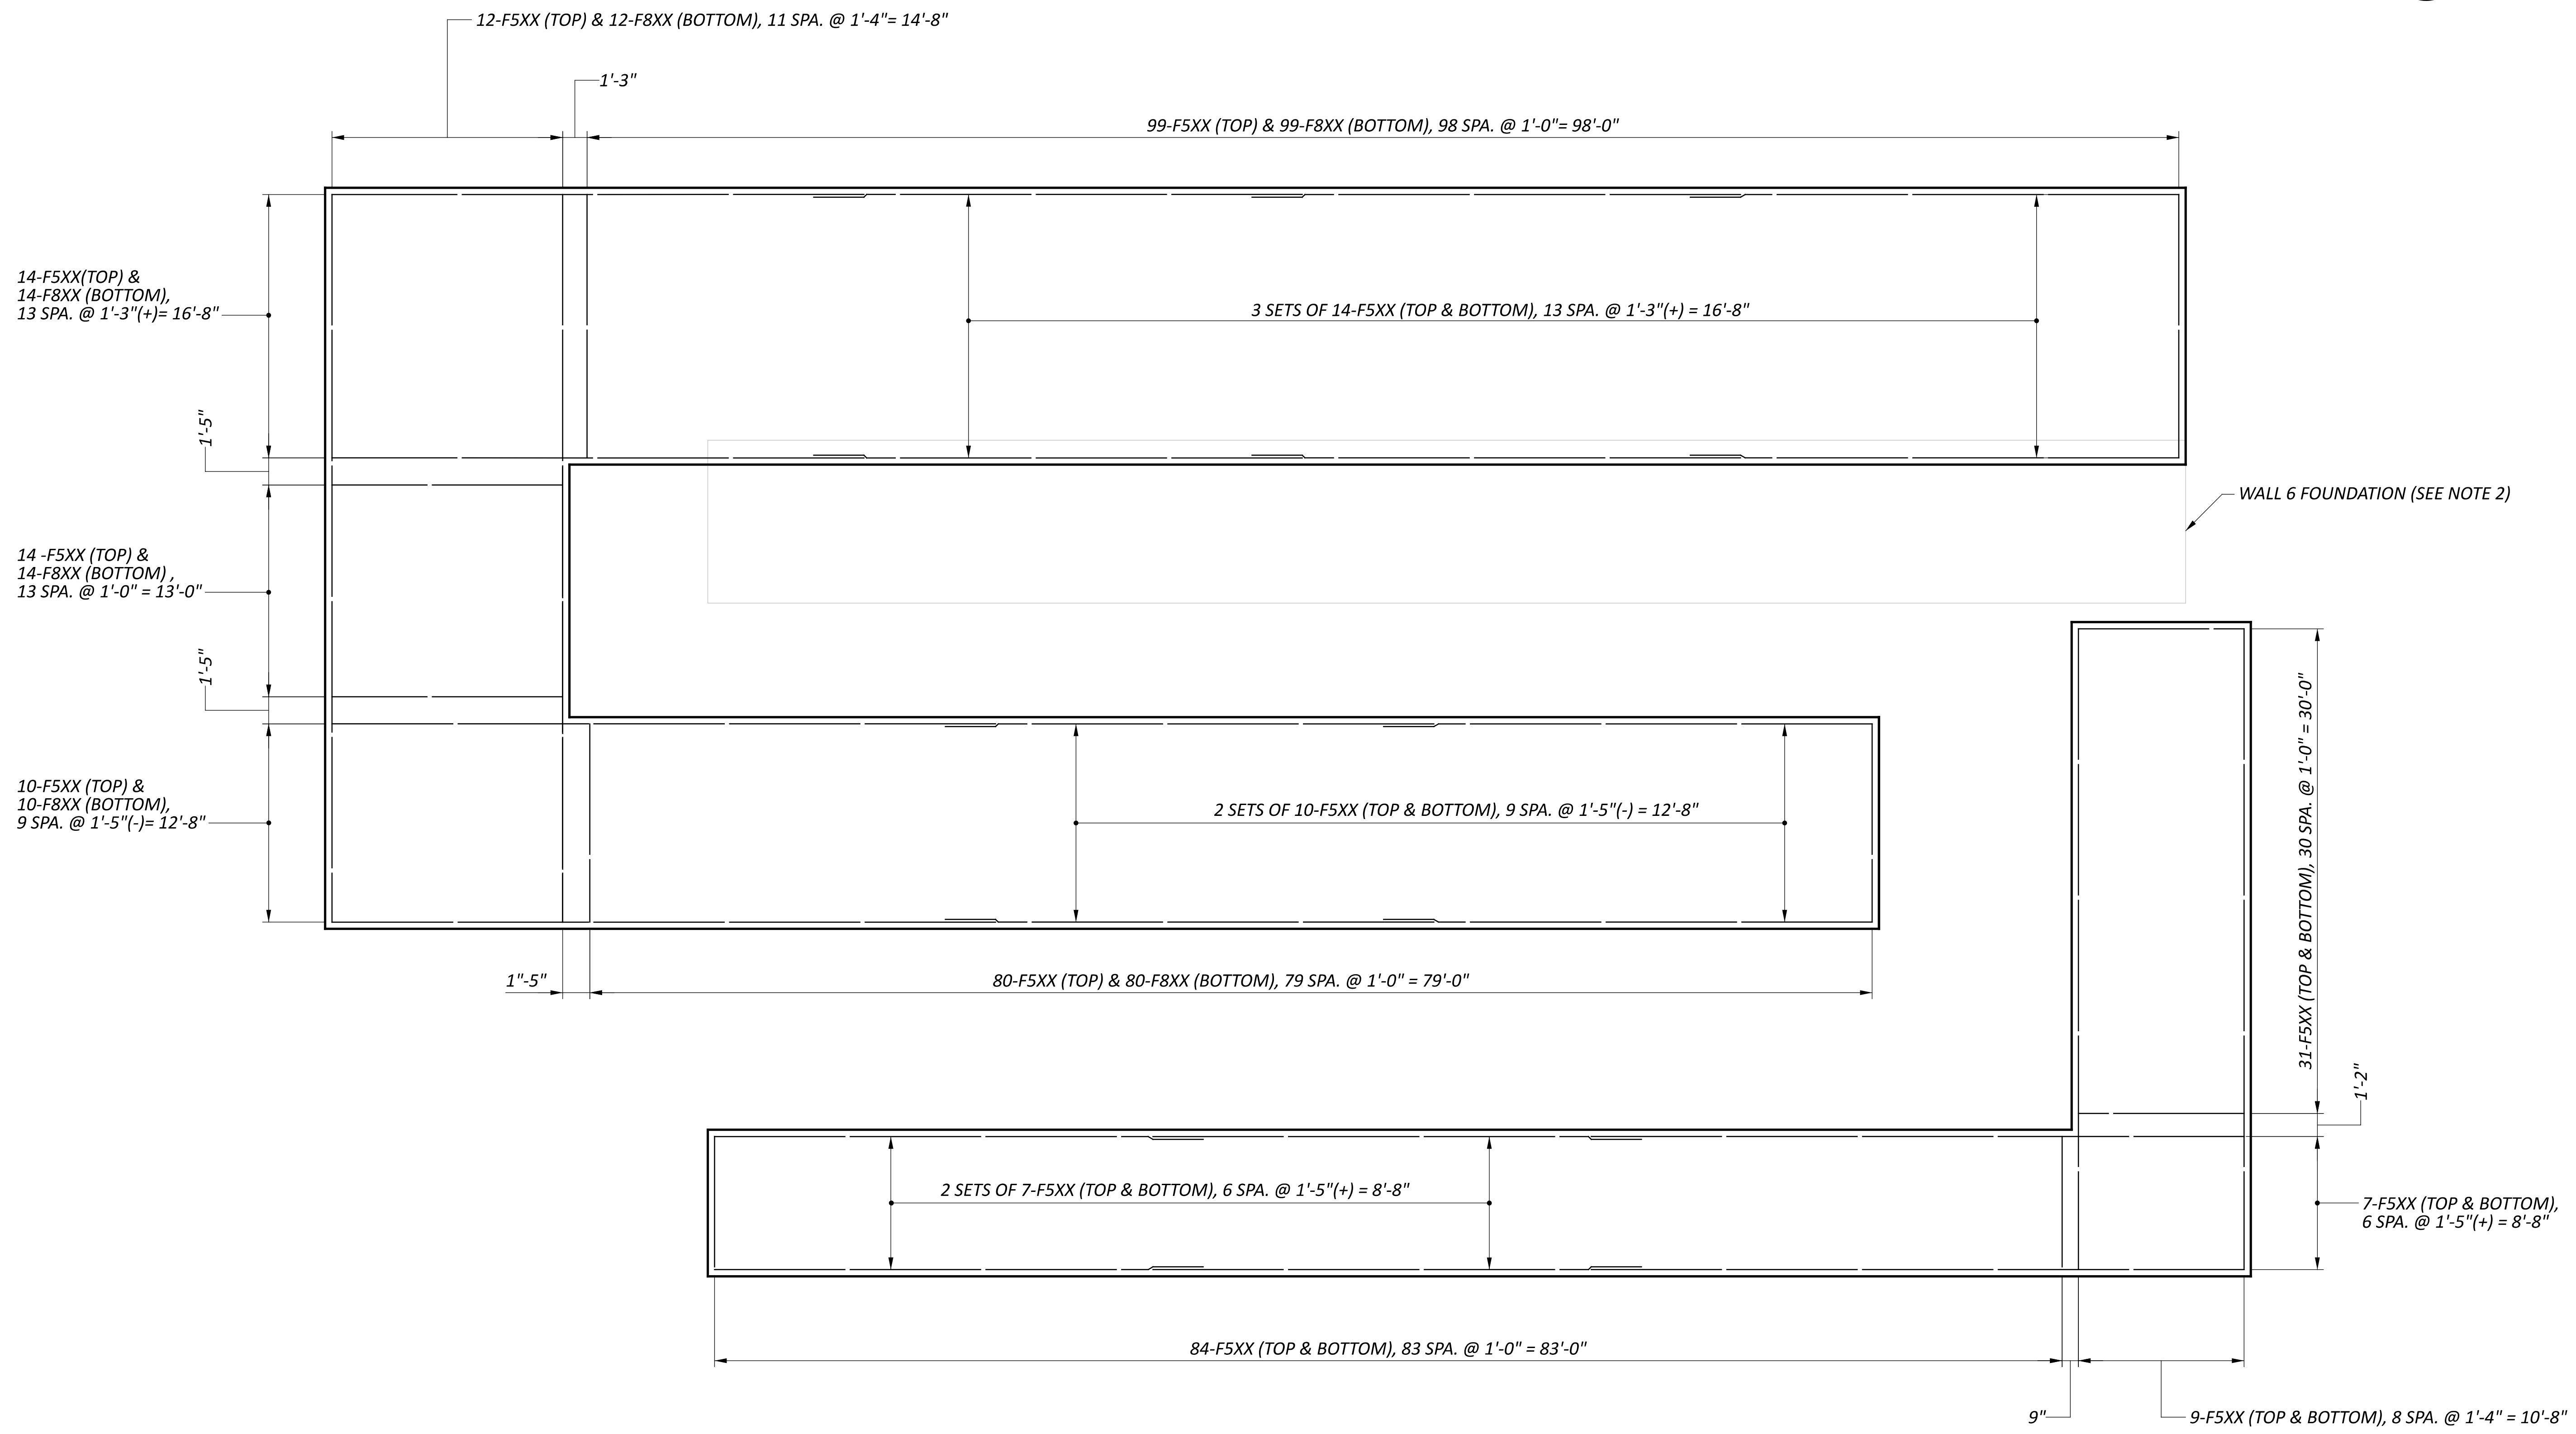 12-F5XX (TOP) & 12-F8XX (BOTTOM), 11 SPA. @ 1'-4"= 14'-8"
1'-3"
99-F5XX (TOP) & 99-F8XX (BOTTOM), 98 SPA. @ 1'-0"= 98'-0"
14-F5XX(TOP) &
14-F8XX (BOTTOM),
13 SPA. @ 1'-3"(+)= 16'-8"
3 SETS OF 14-F5XX (TOP & BOTTOM), 13 SPA. @ 1'-3"(+) = 16'-8"
1'-5"
WALL 6 FOUNDATION (SEE NOTE 2)
14 -F5XX (TOP) &
14-F8XX (BOTTOM) ,
13 SPA. @ 1'-0" = 13'-0"
1'-5"
31-F5XX (TOP & BOTTOM), 30 SPA. @ 1'-0" = 30'-0"
10-F5XX (TOP) &
10-F8XX (BOTTOM),
9 SPA. @ 1'-5"(-)= 12'-8"
2 SETS OF 10-F5XX (TOP & BOTTOM), 9 SPA. @ 1'-5"(-) = 12'-8"
1"-5"
80-F5XX (TOP) & 80-F8XX (BOTTOM), 79 SPA. @ 1'-0" = 79'-0"
1'-2"
2 SETS OF 7-F5XX (TOP & BOTTOM), 6 SPA. @ 1'-5"(+) = 8'-8"
7-F5XX (TOP & BOTTOM),
6 SPA. @ 1'-5"(+) = 8'-8"
84-F5XX (TOP & BOTTOM), 83 SPA. @ 1'-0" = 83'-0"
9"
9-F5XX (TOP & BOTTOM), 8 SPA. @ 1'-4" = 10'-8"